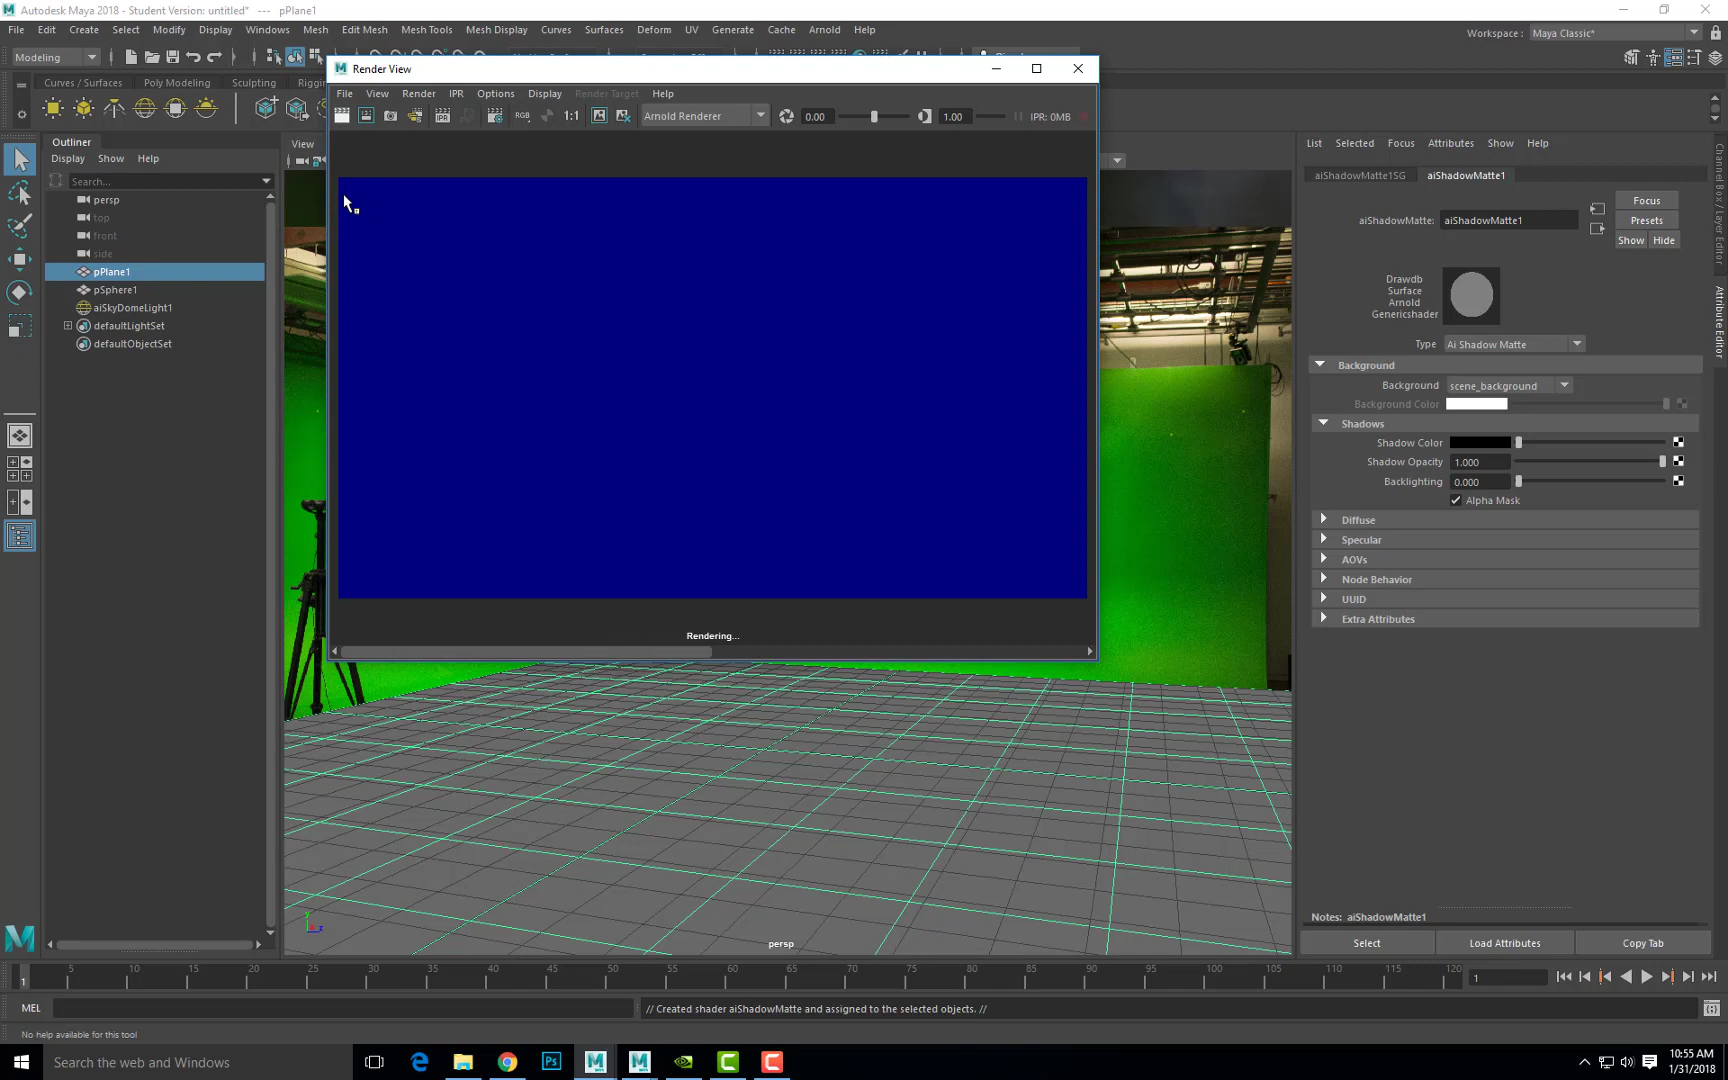 Autodesk Maya 2018 - Student Version: untitled* --- pPlane1
File Edit Create Select Modify Display Windows Mesh Edit Mesh Mesh Tools Mesh Display Curves Surfaces Deform UV Generate Cache Arnold Help
Workspace : Maya Classic*
Modeling
Render View
Curves / Surfaces Poly Modeling Sculpting
File View Render IPR Options Display Render Target Help
RGB 1:1 Arnold Renderer 0.00 1.00 IPR: 0MB
Outliner
Display Show Help
View
Search...
persp
top
front
side
pPlane1
pSphere1
aiSkyDomeLight1
defaultLightSet
defaultObjectSet
Rendering...
persp
List Selected Focus Attributes Show Help
aiShadowMatte1SG aiShadowMatte1
aiShadowMatte: aiShadowMatte1
Focus
Presets
Show Hide
Drawdb
Surface
Arnold
Genericshader
Type Ai Shadow Matte
Background
Background scene_background
Background Color
Shadows
Shadow Color
Shadow Opacity 1.000
Backlighting 0.000
Alpha Mask
Diffuse
Specular
AOVs
Node Behavior
UUID
Extra Attributes
Notes: aiShadowMatte1
Select Load Attributes Copy Tab
Channel Box / Layer Editor
Attribute Editor
5 10 15 20 25 30 35 40 45 50 55 60 65 70 75 80 85 90 95 100 105 110 115 120
1 1
MEL // Created shader aiShadowMatte and assigned to the selected objects. //
No help available for this tool
Search the web and Windows
10:55 AM
1/31/2018